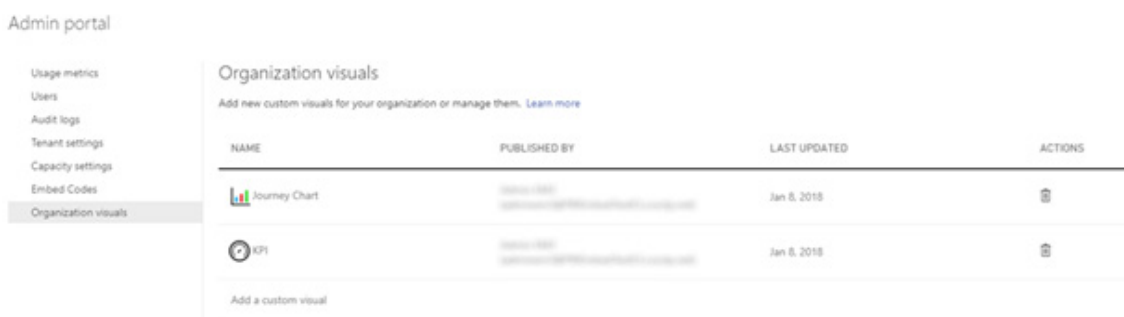 Admin portal
Usage metrics
Users
Audit logs
Tenant settings
Capacity settings
Embed Codes
Organization visuals
Organization visuals
Add new custom visuals for your organization or manage them. Learn more
NAME PUBLISHED BY LAST UPDATED ACTIONS
Journey Chart Jan 8, 2018
KPI Jan 8, 2018
Add a custom visual